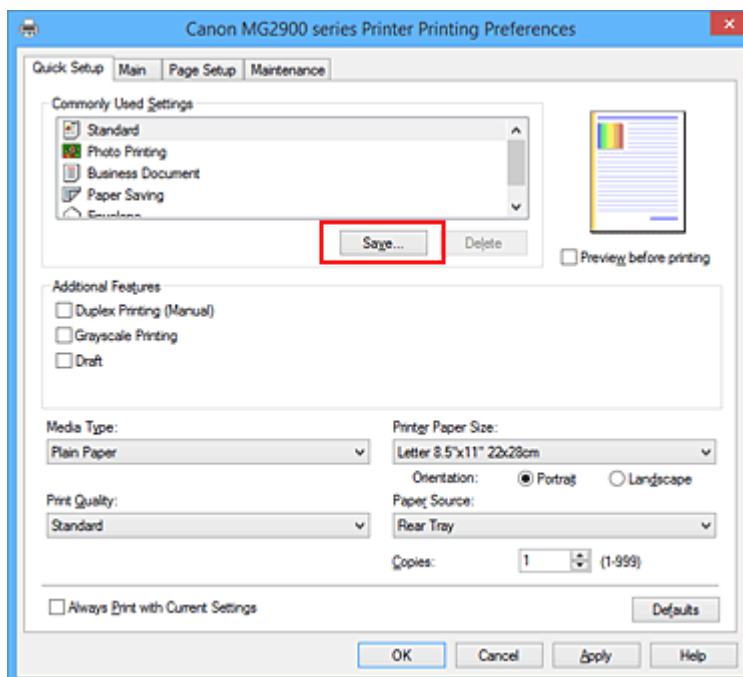 Canon MG2900 series Printer Printing Preferences
Quick Setup Main Page Setup Maintenance
Commonly Used Settings
Standard
Photo Printing
Business Document
Paper Saving
Envelope
Save... Delete
Preview before printing
Additional Features
Duplex Printing (Manual)
Grayscale Printing
Draft
Media Type:
Plain Paper
Printer Paper Size:
Letter 8.5"x11" 22x28cm
Orientation: Portrait Landscape
Print Quality:
Standard
Paper Source:
Rear Tray
Copies: 1 (1-999)
Always Print with Current Settings
Defaults
OK Cancel Apply Help